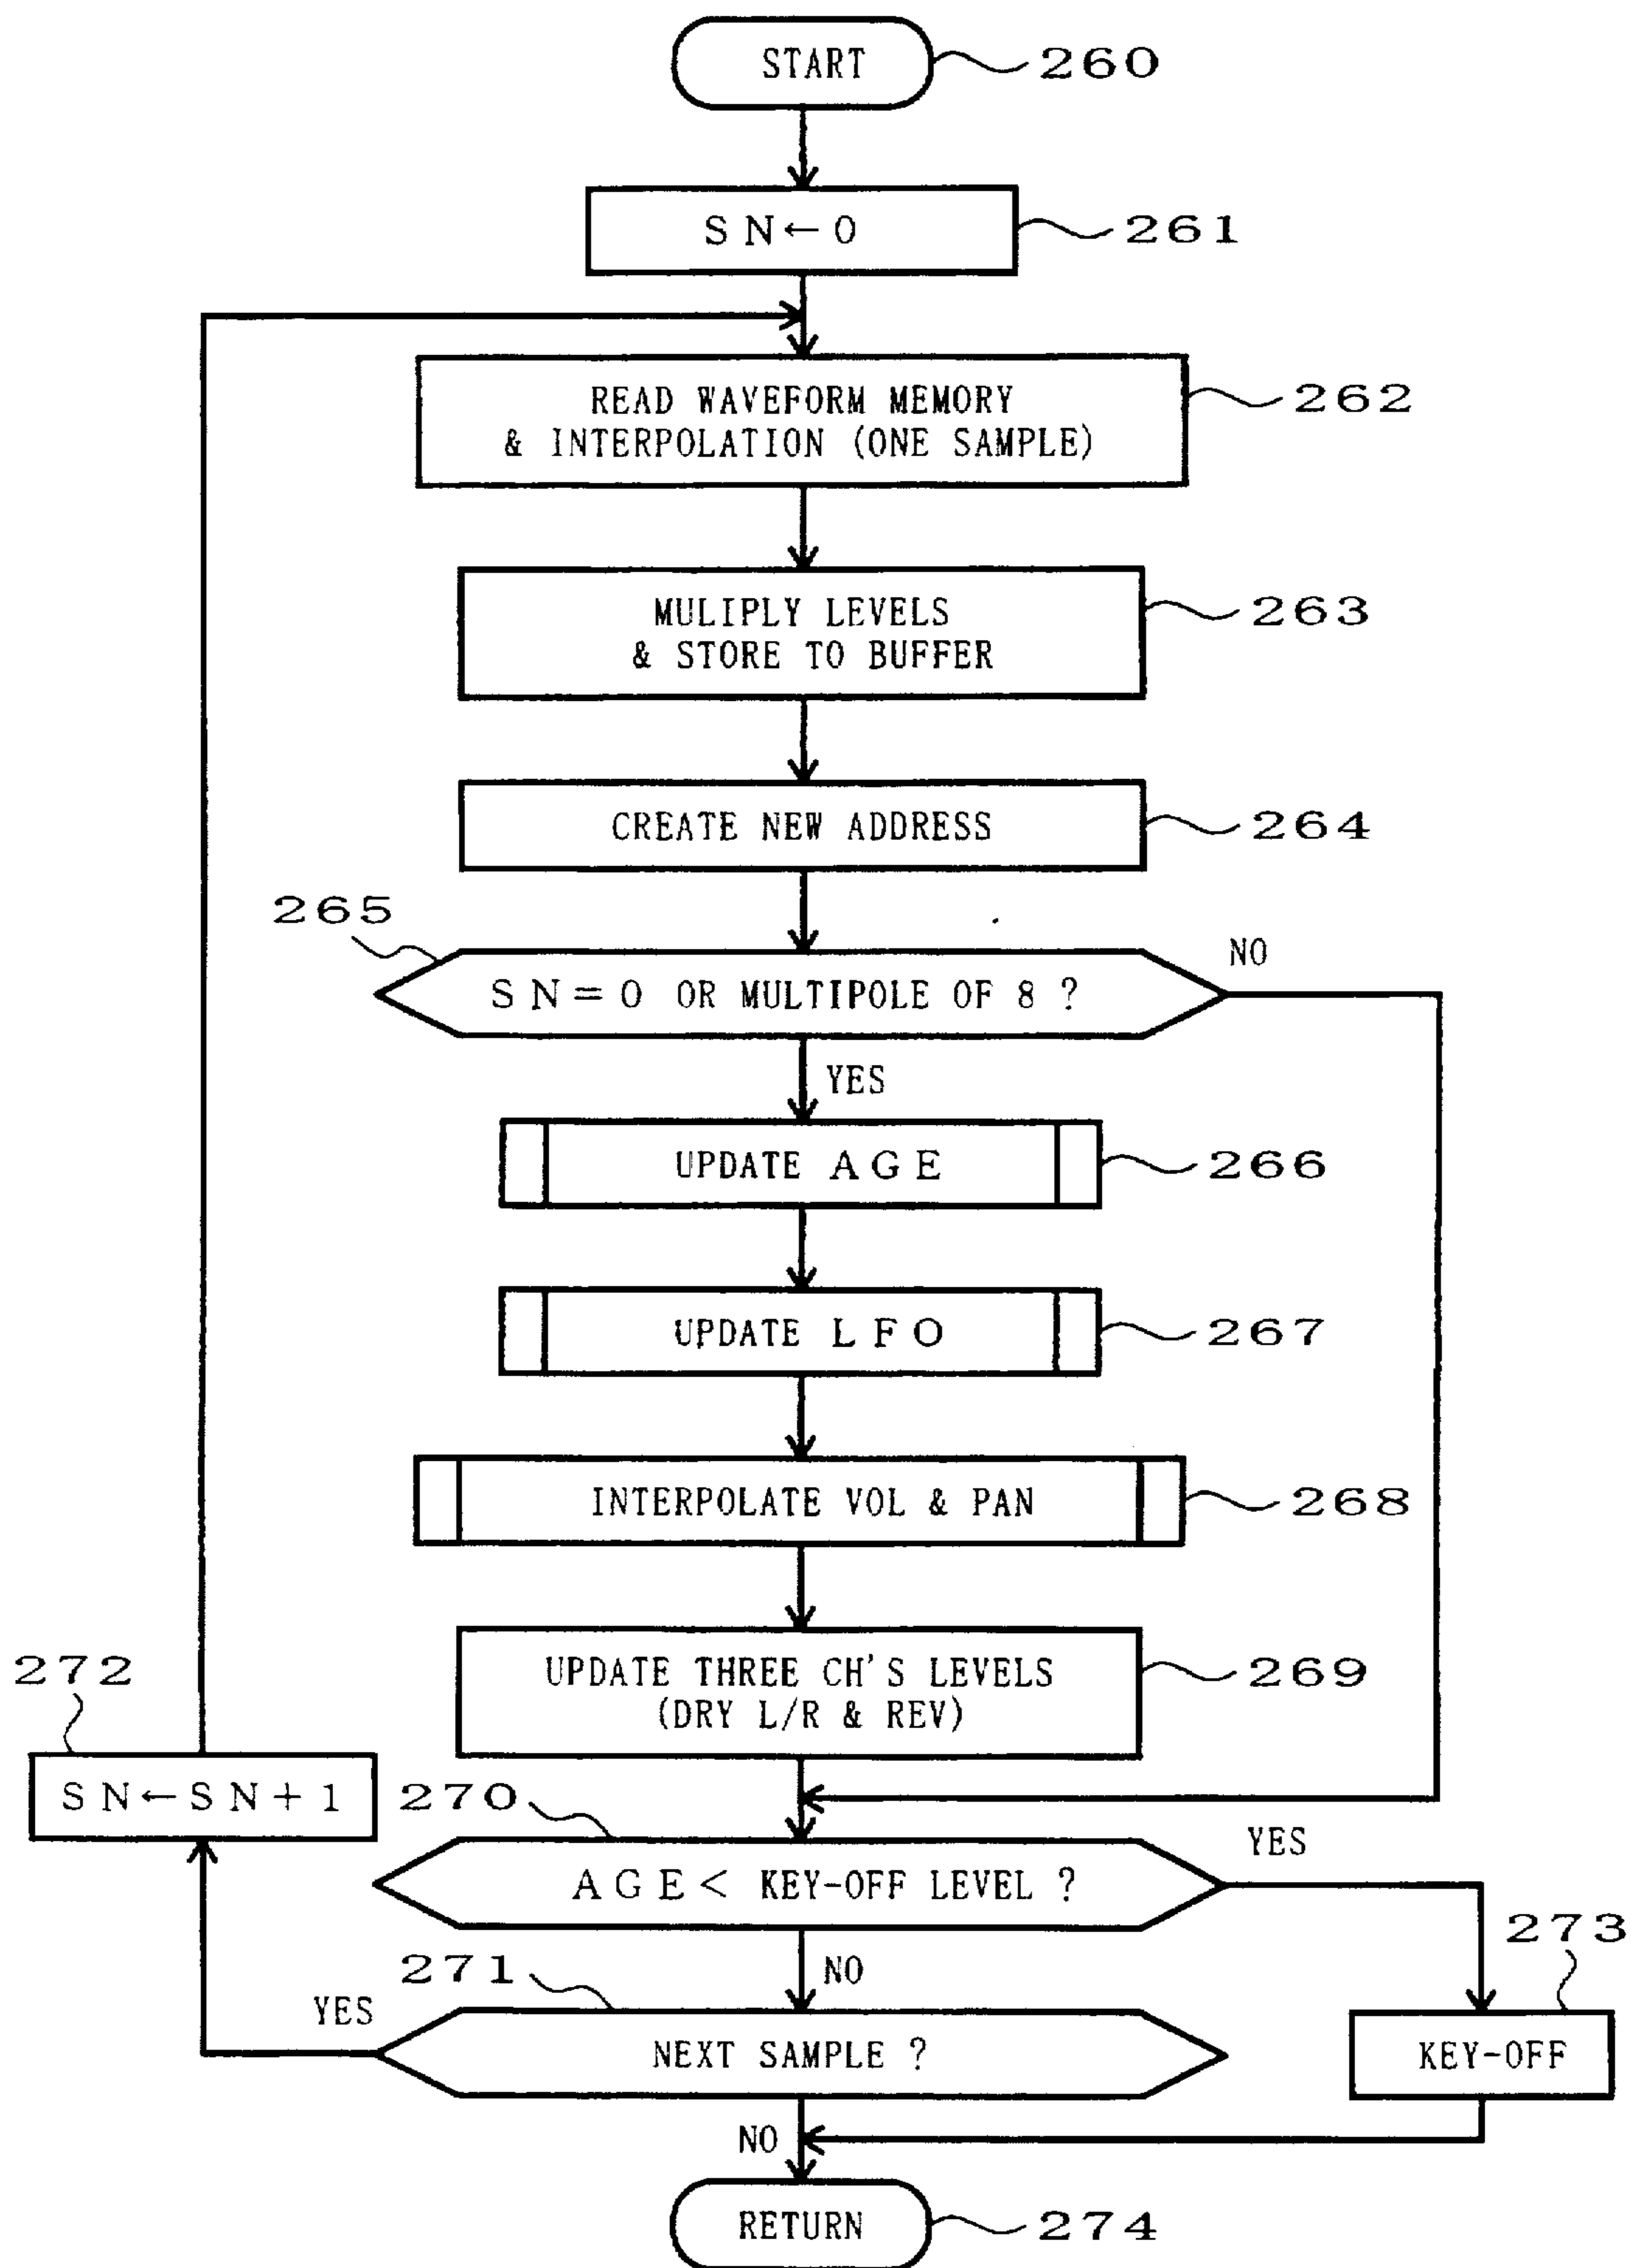 START
260
SN←0
261
READ WAVEFORM MEMORY
& INTERPOLATION (ONE SAMPLE)
262
MULIPLY LEVELS
& STORE TO BUFFER
263
CREATE NEW ADDRESS
264
265
SN=0 OR MULTIPOLE OF 8 ?
NO
YES
UPDATE AGE
266
UPDATE LFO
267
INTERPOLATE VOL & PAN
268
UPDATE THREE CH'S LEVELS
(DRY L/R & REV)
269
272
SN←SN+1
270
AGE< KEY-OFF LEVEL ?
YES
NO
273
KEY-OFF
271
YES
NEXT SAMPLE ?
NO
RETURN
274